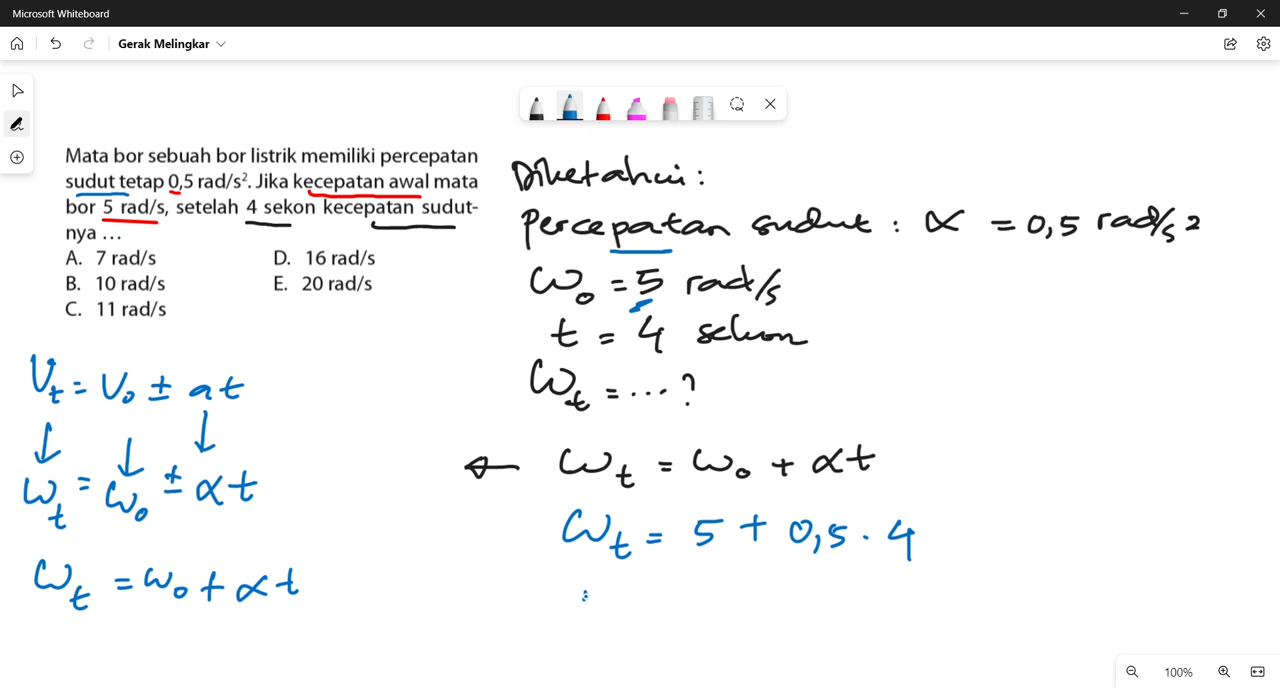 Microsoft Whiteboard
Gerak Melingkar
Mata bor sebuah bor listrik memiliki percepatan
sudut tetap 0,5 rad/s². Jika kecepatan awal mata
bor 5 rad/s, setelah 4 sekon kecepatan sudut-
nya ...
A. 7 rad/s
B. 10 rad/s
C. 11 rad/s
D. 16 rad/s
E. 20 rad/s
Vₜ = V₀ ± at
ωₜ = ω₀ ± αt
ωₜ = ω₀ + αt
Diketahui :
Percepatan sudut : α = 0,5 rad/s 2
ω₀ = 5 rad/s
t = 4 sekon
ωₜ = ... ?
ωₜ = ω₀ + αt
ωₜ = 5 + 0,5 . 4
100%